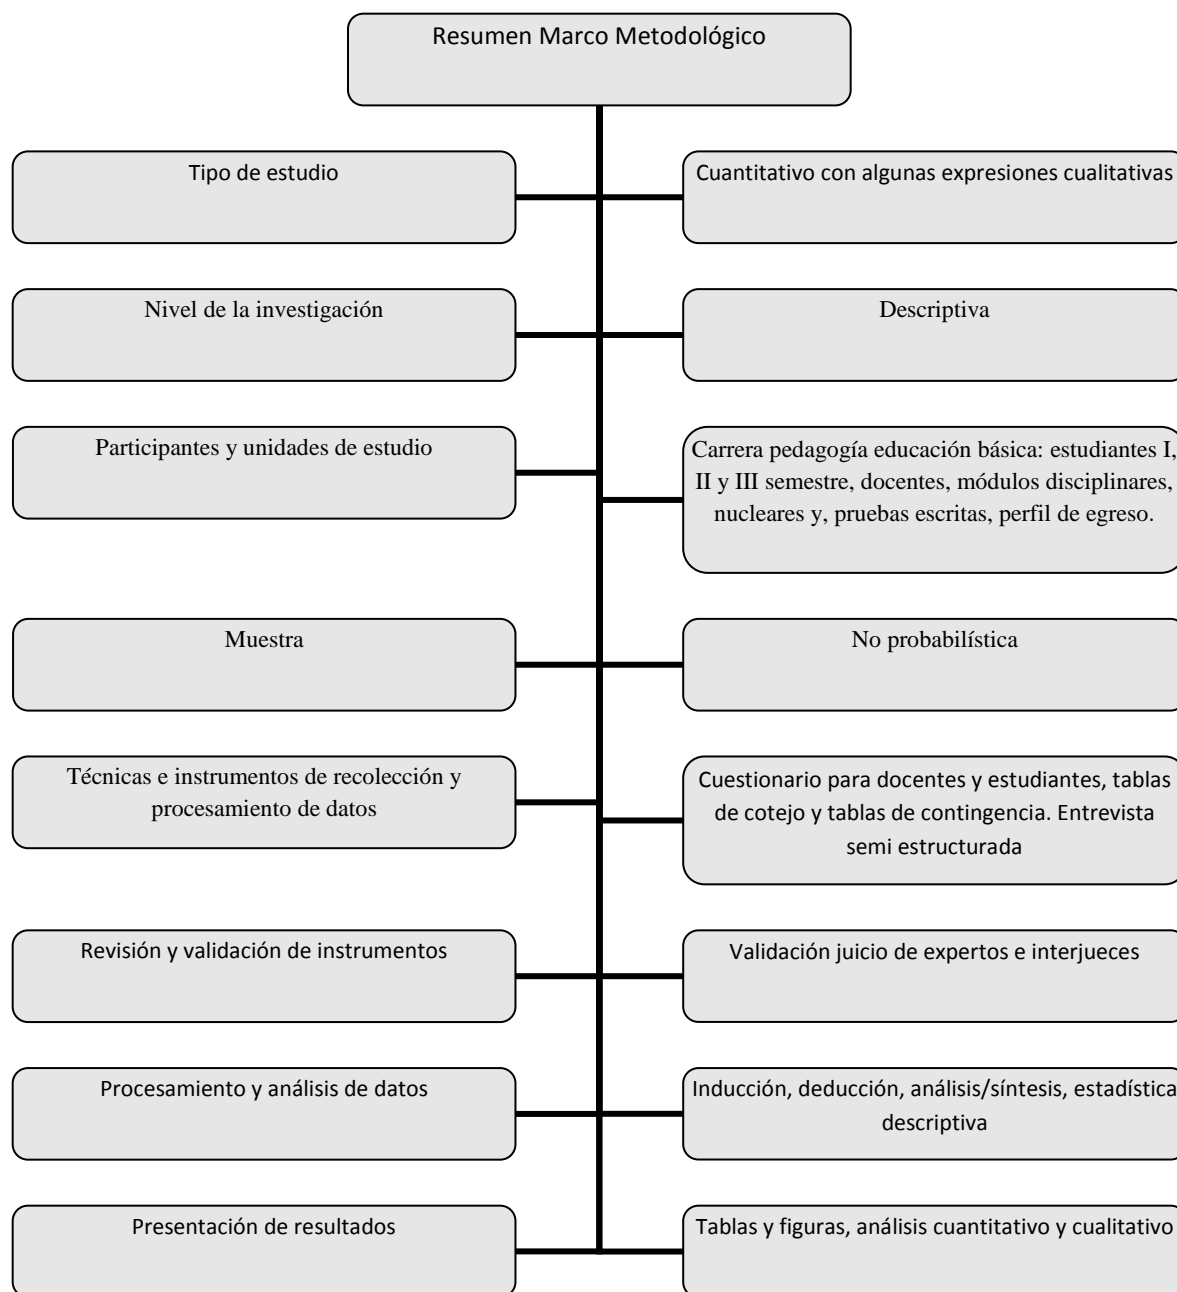 Resumen Marco Metodológico
Tipo de estudio
Cuantitativo con algunas expresiones cualitativas
Nivel de la investigación
Descriptiva
Participantes y unidades de estudio
Carrera pedagogía educación básica: estudiantes I,
II y III semestre, docentes, módulos disciplinares,
nucleares y, pruebas escritas, perfil de egreso.
Muestra
No probabilística
Técnicas e instrumentos de recolección y
procesamiento de datos
Cuestionario para docentes y estudiantes, tablas
de cotejo y tablas de contingencia. Entrevista
semi estructurada
Revisión y validación de instrumentos
Validación juicio de expertos e interjueces
Procesamiento y análisis de datos
Inducción, deducción, análisis/síntesis, estadística
descriptiva
Presentación de resultados
Tablas y figuras, análisis cuantitativo y cualitativo